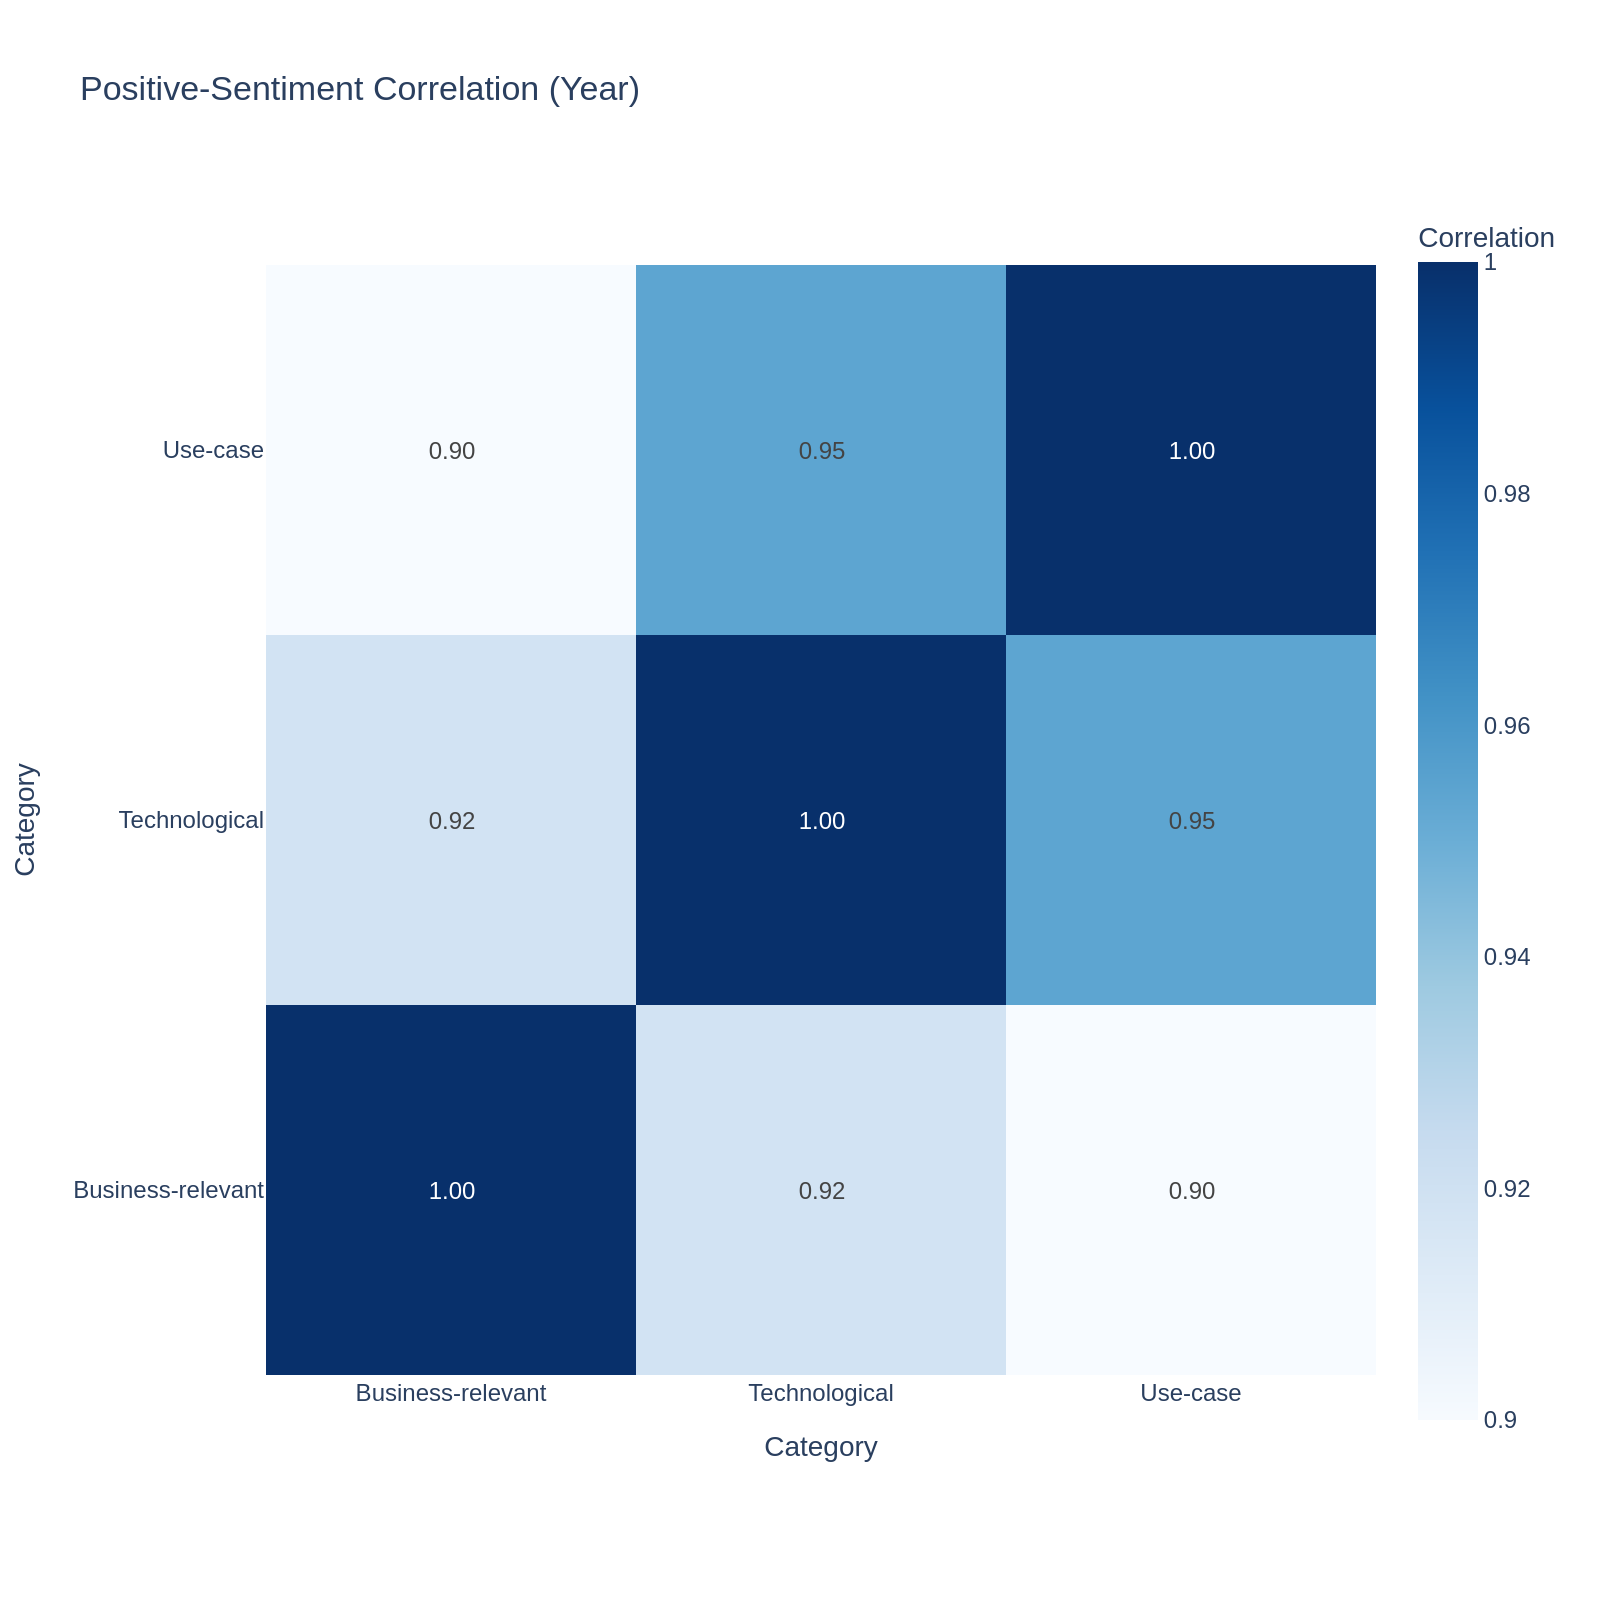 Positive-Sentiment Correlation (Year)
Correlation
1
0.98
0.96
0.94
0.92
0.9
Category
Use-case
0.90
0.95
1.00
Technological
0.92
1.00
0.95
Business-relevant
1.00
0.92
0.90
Business-relevant
Technological
Use-case
Category